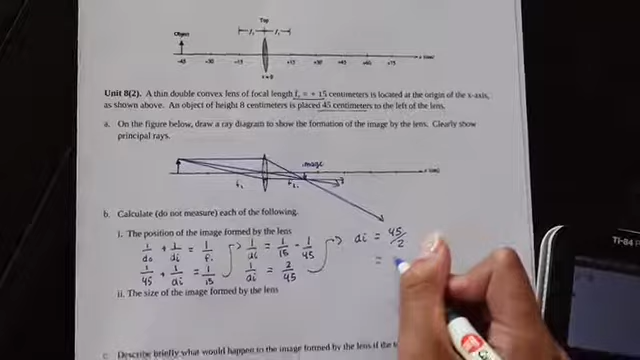 Top
Object
f₁ f₁
-45 -30 -15 +15 +30 +45 +60 +75
x = 0
Unit 8(2). A thin double convex lens of focal length f₁ = + 15 centimeters is located at the origin of the x-axis,
as shown above. An object of height 8 centimeters is placed 45 centimeters to the left of the lens.
a. On the figure below, draw a ray diagram to show the formation of the image by the lens. Clearly show
principal rays.
image
f₁ f₁
b. Calculate (do not measure) each of the following.
i. The position of the image formed by the lens
1/do + 1/di = 1/f₁ 1/di = 1/15 - 1/45 di = 45/2
1/45 + 1/di = 1/15 1/di = 2/45 =
ii. The size of the image formed by the lens
c. Describe briefly what would happen to the image formed by the lens if the
TI-84